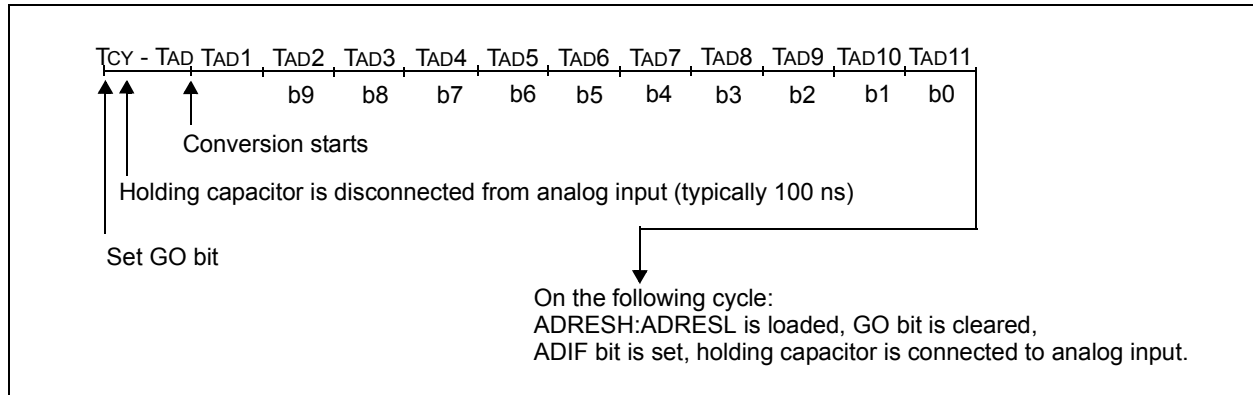 TCY - TAD TAD1 TAD2 TAD3 TAD4 TAD5 TAD6 TAD7 TAD8 TAD9 TAD10 TAD11
b9 b8 b7 b6 b5 b4 b3 b2 b1 b0
Conversion starts
Holding capacitor is disconnected from analog input (typically 100 ns)
Set GO bit
On the following cycle:
ADRESH:ADRESL is loaded, GO bit is cleared,
ADIF bit is set, holding capacitor is connected to analog input.